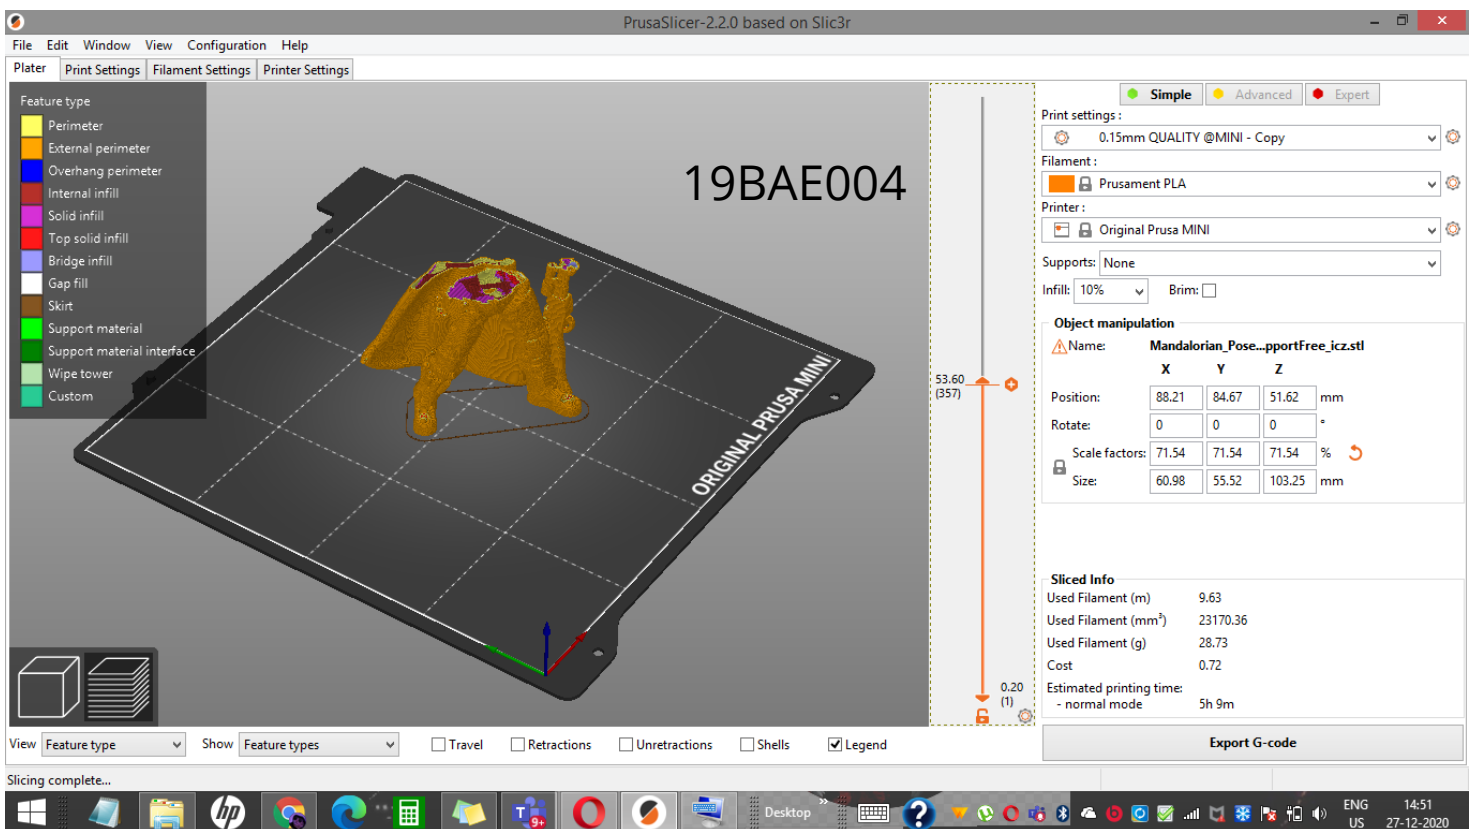 PrusaSlicer-2.2.0 based on Slic3r
File Edit Window View Configuration Help
Plater Print Settings Filament Settings Printer Settings
Feature type
Perimeter
External perimeter
Overhang perimeter
Internal infill
Solid infill
Top solid infill
Bridge infill
Gap fill
Skirt
Support material
Support material interface
Wipe tower
Custom
19BAE004
ORIGINAL PRUSA MINI
53.60
(357)
0.20
(1)
Simple Advanced Expert
Print settings :
0.15mm QUALITY @MINI - Copy
Filament :
Prusament PLA
Printer :
Original Prusa MINI
Supports: None
Infill: 10% Brim:
Object manipulation
Name: Mandalorian_Pose...pportFree_icz.stl
X Y Z
Position: 88.21 84.67 51.62 mm
Rotate: 0 0 0 °
Scale factors: 71.54 71.54 71.54 %
Size: 60.98 55.52 103.25 mm
Sliced Info
Used Filament (m) 9.63
Used Filament (mm³) 23170.36
Used Filament (g) 28.73
Cost 0.72
Estimated printing time:
- normal mode 5h 9m
View Feature type Show Feature types Travel Retractions Unretractions Shells Legend
Export G-code
Slicing complete...
hp
T
9+
Desktop
ENG
US
14:51
27-12-2020